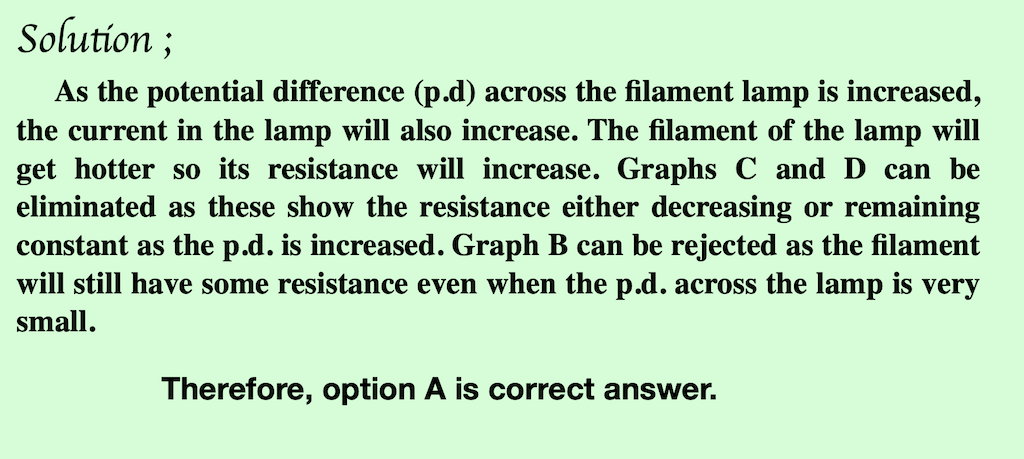 Solution ;
As the potential difference (p.d) across the filament lamp is increased,
the current in the lamp will also increase. The filament of the lamp will
get hotter so its resistance will increase. Graphs C and D can be
eliminated as these show the resistance either decreasing or remaining
constant as the p.d. is increased. Graph B can be rejected as the filament
will still have some resistance even when the p.d. across the lamp is very
small.
Therefore, option A is correct answer.